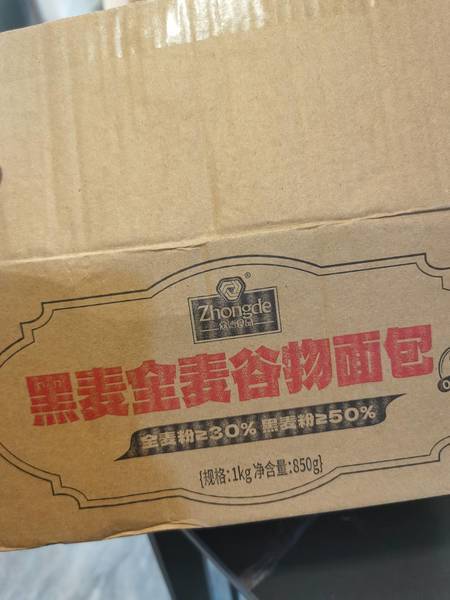 Zhongde
黑麦全麦谷物面包
全麦粉≥30% 黑麦粉≥50%
{规格:1kg 净含量:850g}